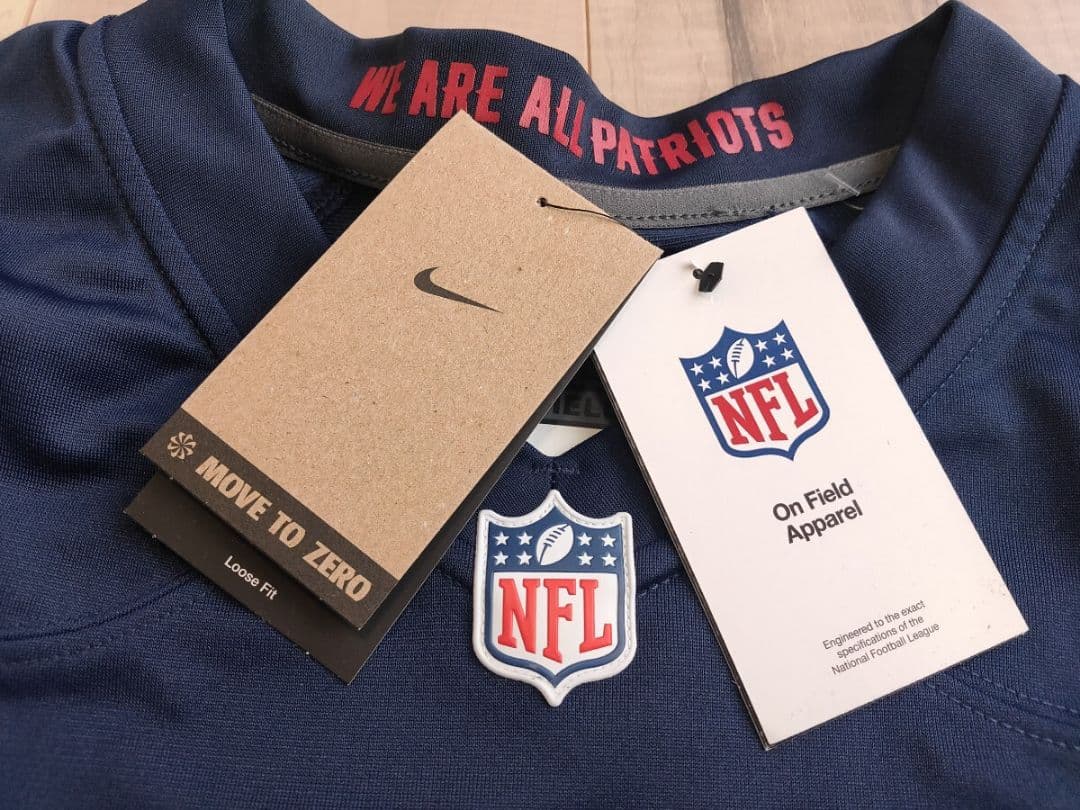 WE ARE ALL PATRIOTS
MOVE TO ZERO
Loose Fit
NFL
On Field
Apparel
Engineered to the exact
specifications of the
National Football League
NFL